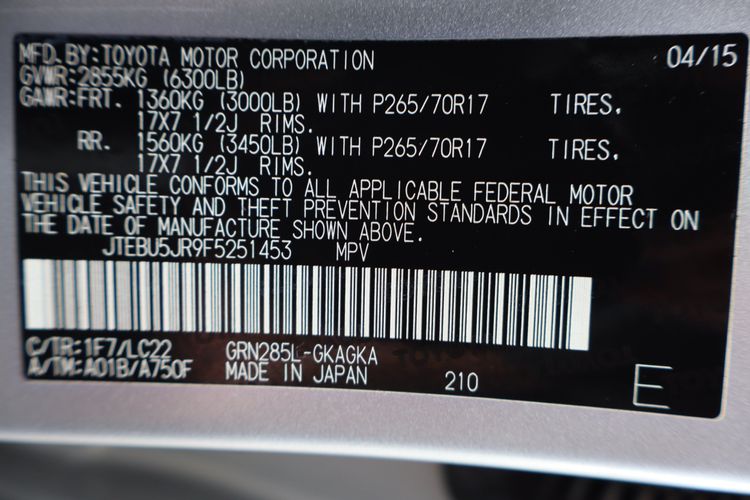 MFD.BY:TOYOTA MOTOR CORPORATION 04/15
GVWR:2855KG (6300LB)
GAWR:FRT. 1360KG (3000LB) WITH P265/70R17 TIRES,
17X7 1/2J RIMS.
RR. 1560KG (3450LB) WITH P265/70R17 TIRES,
17X7 1/2J RIMS.
THIS VEHICLE CONFORMS TO ALL APPLICABLE FEDERAL MOTOR
VEHICLE SAFETY AND THEFT PREVENTION STANDARDS IN EFFECT ON
THE DATE OF MANUFACTURE SHOWN ABOVE.
JTEBU5JR9F5251453 MPV
C/TR:1F7/LC22 GRN285L-GKAGKA
A/TM:A01B/A750F MADE IN JAPAN 210 E